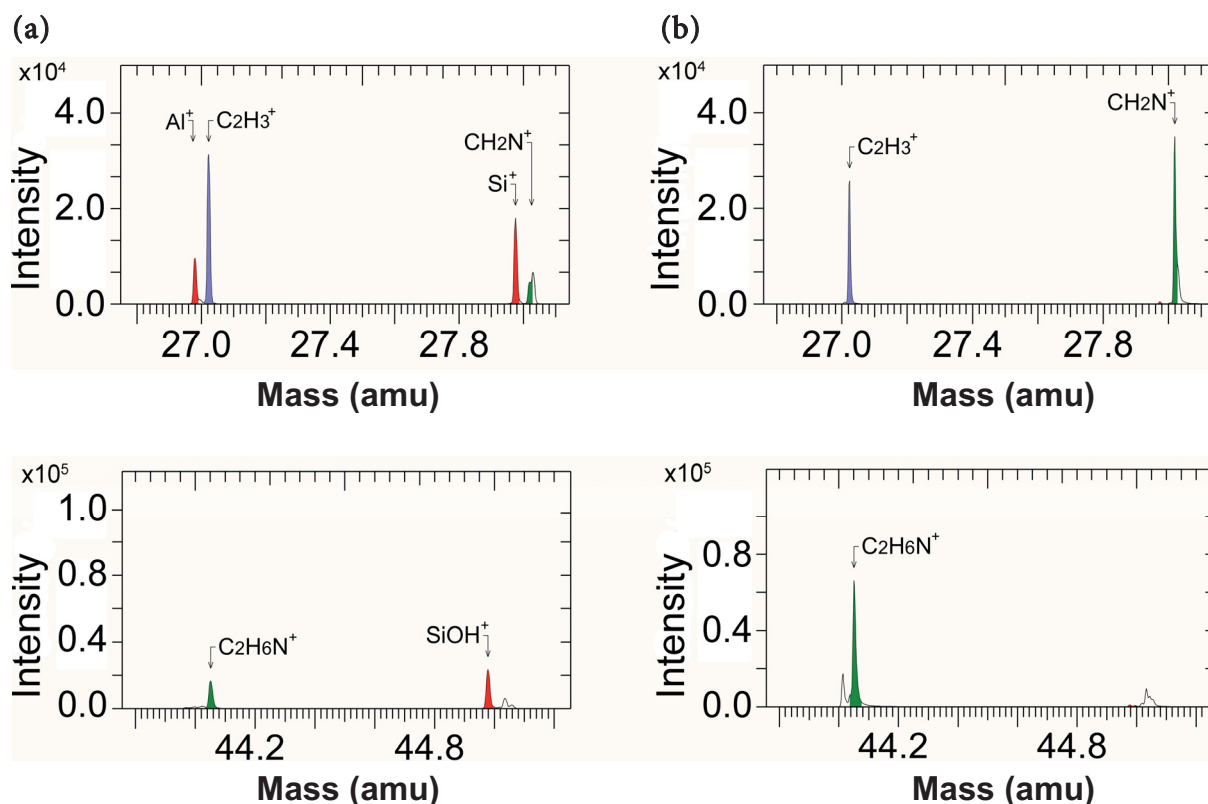 (a)
x10⁴
4.0
2.0
0.0
Intensity
Al⁺
C2H3⁺
CH2N⁺
Si⁺
27.0 27.4 27.8
Mass (amu)
(b)
x10⁴
4.0
2.0
0.0
Intensity
C2H3⁺
CH2N⁺
27.0 27.4 27.8
Mass (amu)
x10⁵
1.0
0.8
0.4
0.0
Intensity
C2H6N⁺
SiOH⁺
44.2 44.8
Mass (amu)
x10⁵
0.8
0.4
0.0
Intensity
C2H6N⁺
44.2 44.8
Mass (amu)